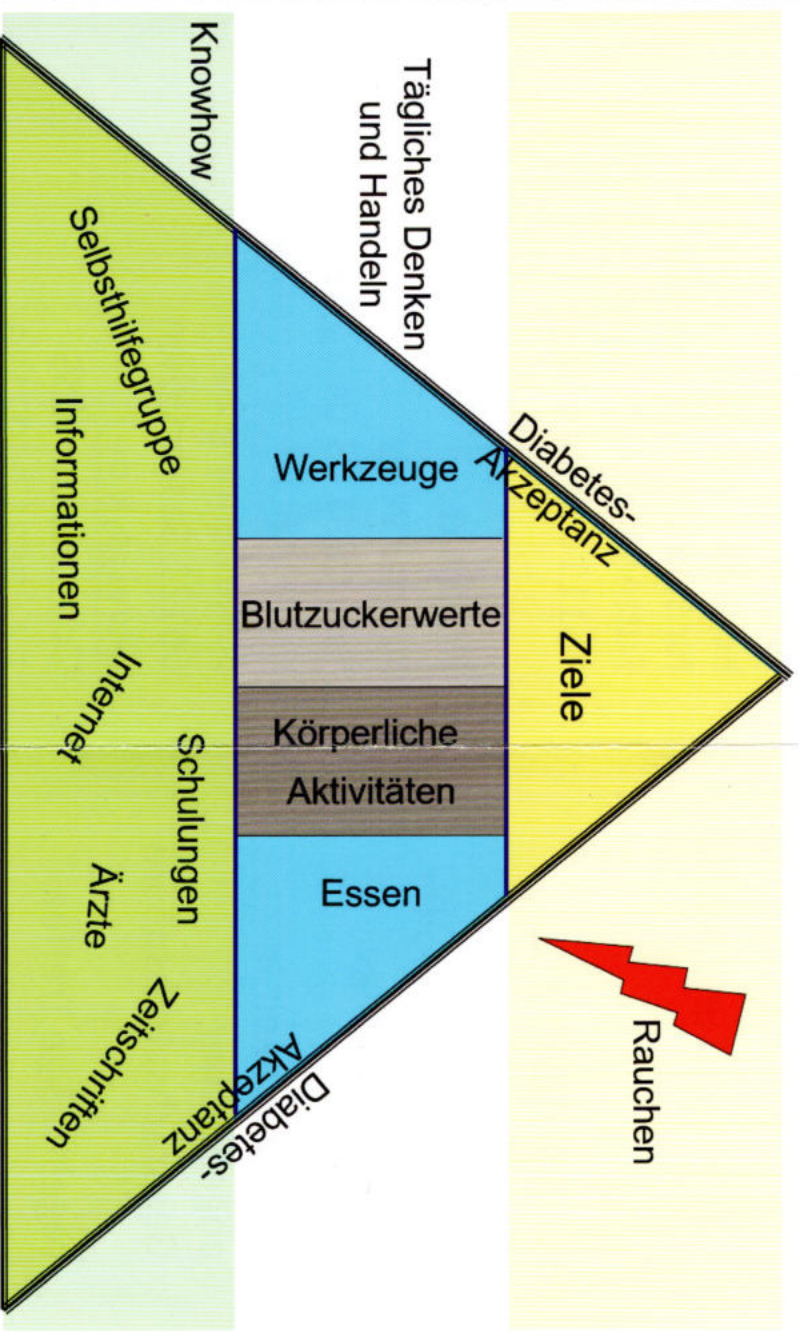 Rauchen
Diabetes-
Akzeptanz
Ziele
Tägliches Denken
und Handeln
Werkzeuge
Blutzuckerwerte
Körperliche
Aktivitäten
Essen
Diabetes-
Akzeptanz
Knowhow
Selbsthilfegruppe
Schulungen
Internet
Zeitschriften
Informationen
Ärzte